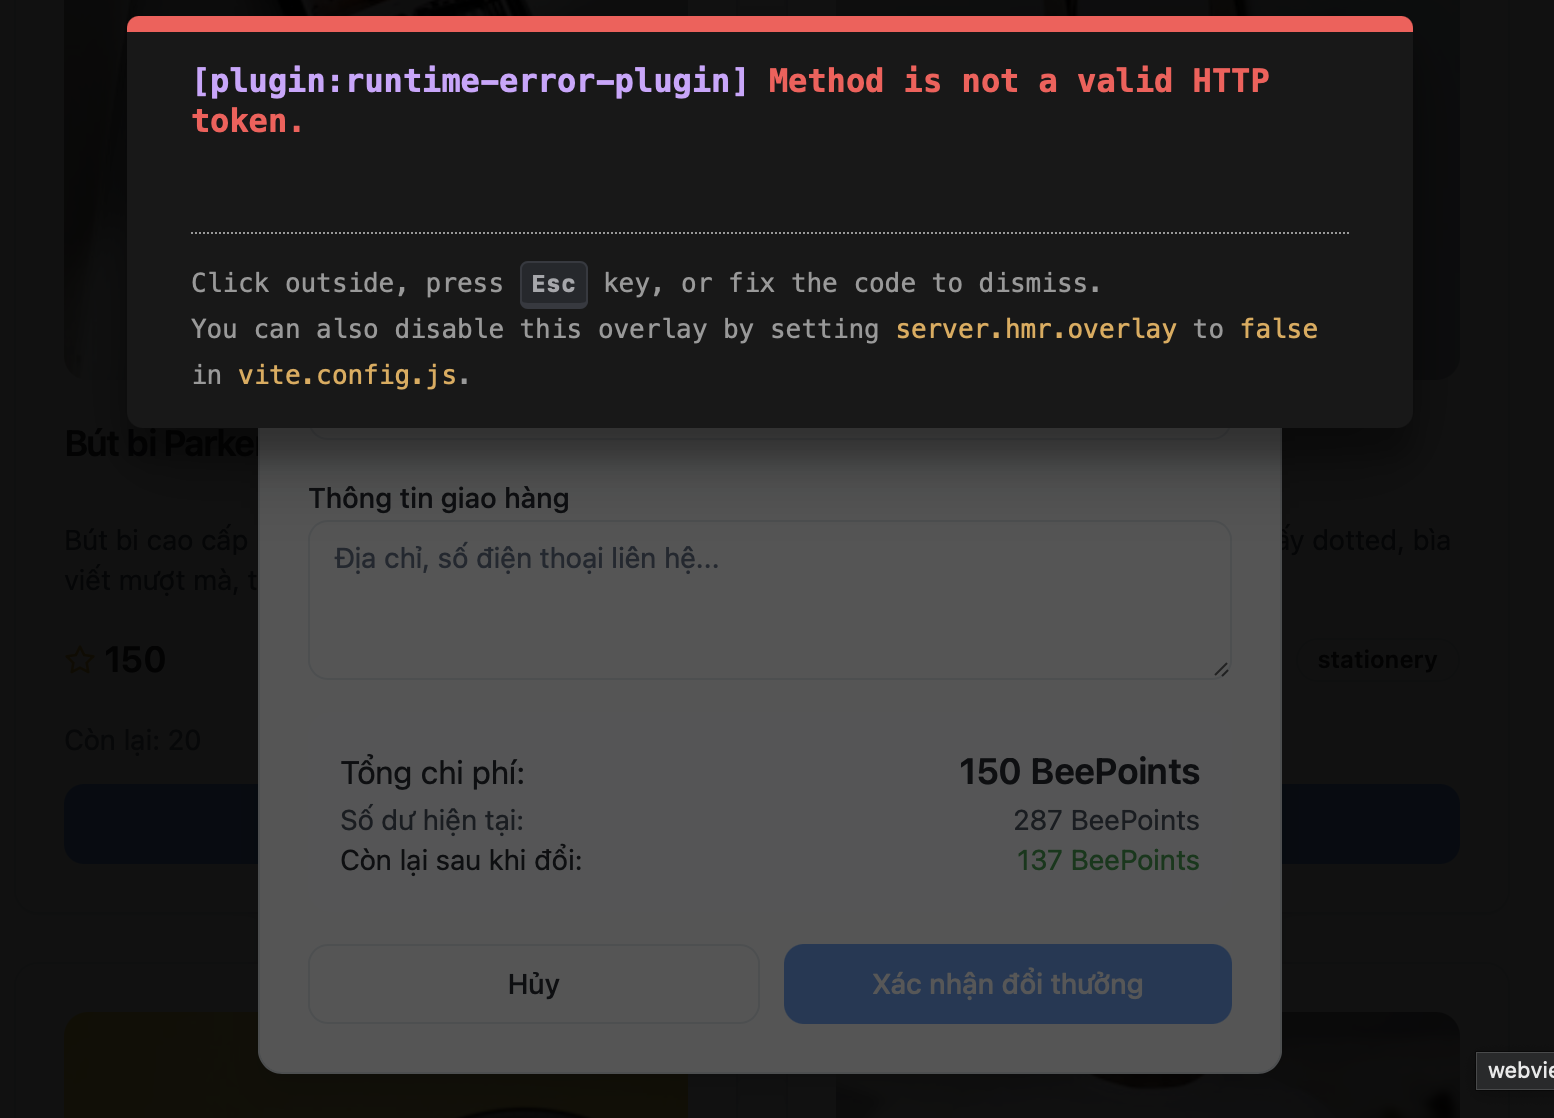 [plugin:runtime-error-plugin] Method is not a valid HTTP
token.
Click outside, press Esc key, or fix the code to dismiss.
You can also disable this overlay by setting server.hmr.overlay to false
in vite.config.js.
Bút bi
Thông tin giao hàng
Bút bi cao cấp
dotted, bìa
Địa chỉ, số điện thoại liên hệ...
viết mượt mà,
150
stationery
Còn lại: 20
Tổng chi phí:
150 BeePoints
Số dư hiện tại:
287 BeePoints
Còn lại sau khi đổi:
137 BeePoints
Hủy
Xác nhận đổi thưởng